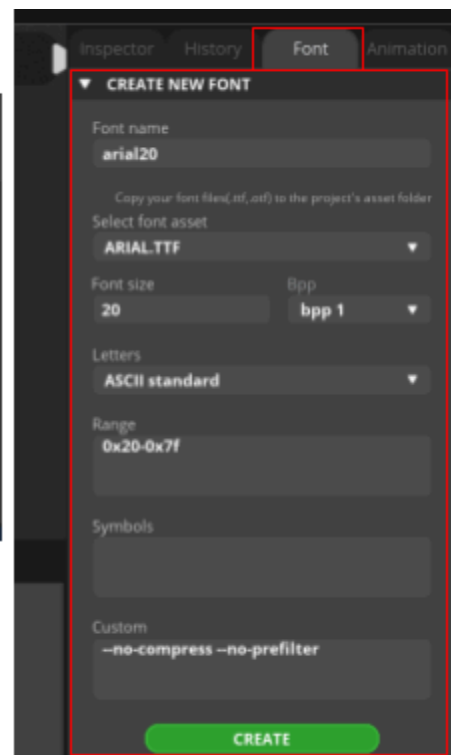 Inspector History Font Animation
▼ CREATE NEW FONT
Font name
arial20
Copy your font files(.ttf,.otf) to the project's asset folder
Select font asset
ARIAL.TTF
Font size Bpp
20 bpp 1
Letters
ASCII standard
Range
0x20-0x7f
Symbols
Custom
--no-compress --no-prefilter
CREATE